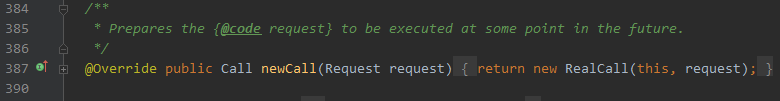 384 /**
385 * Prepares the {@code request} to be executed at some point in the future.
386 */
387 @Override public Call newCall(Request request) { return new RealCall(this, request); }
390